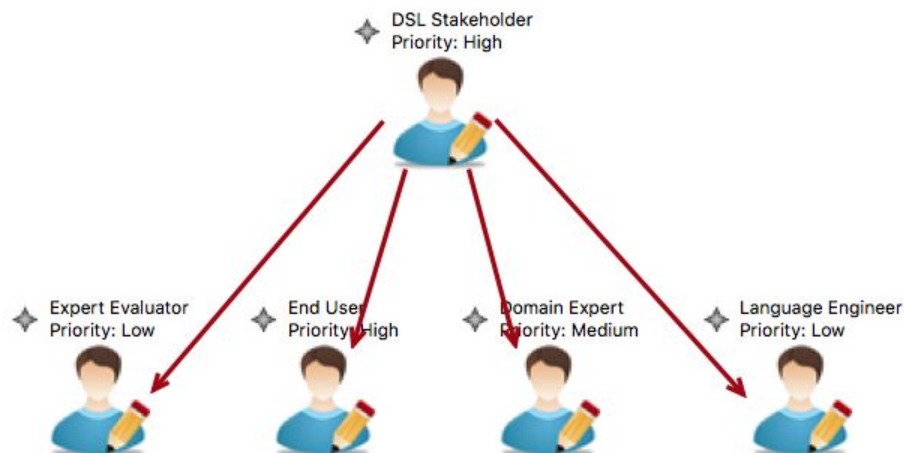 DSL Stakeholder
Priority: High
Expert Evaluator
Priority: Low
End User
Priority: High
Domain Expert
Priority: Medium
Language Engineer
Priority: Low